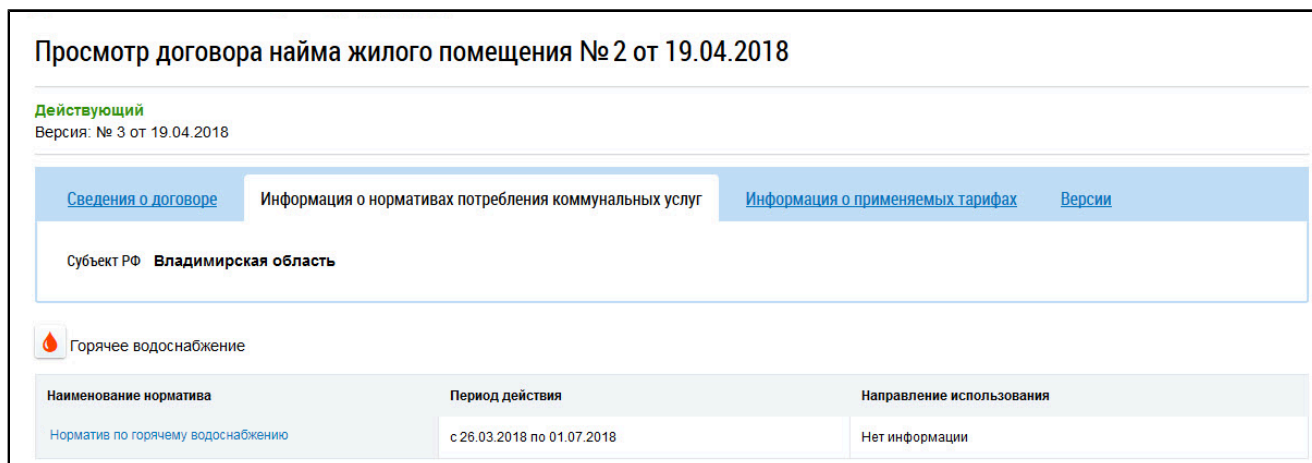 Просмотр договора найма жилого помещения № 2 от 19.04.2018
Действующий
Версия: № 3 от 19.04.2018
Сведения о договоре Информация о нормативах потребления коммунальных услуг Информация о применяемых тарифах Версии
Субъект РФ Владимирская область
Горячее водоснабжение
Наименование норматива Период действия Направление использования
Норматив по горячему водоснабжению с 26.03.2018 по 01.07.2018 Нет информации